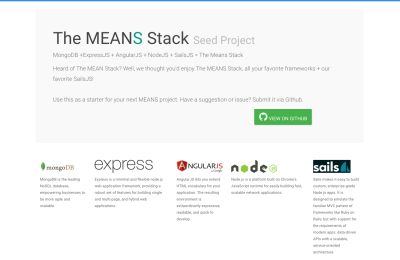 The MEANS Stack Seed Project
MongoDB +ExpressJS + AngularJS + NodeJS + SailsJS = The Means Stack
Heard of The MEAN Stack? Well, we thought you'd enjoy The MEANS Stack, all your favorite frameworks + our
favorite SailsJS!
Use this as a starter for your next MEANS project. Have a suggestion or issue? Submit it via Github.
VIEW ON GITHUB
mongoDB
MongoDB is the leading
NoSQL database,
empowering businesses to
be more agile and
scalable.
express
Express is a minimal and flexible node.js
web application framework, providing a
robust set of features for building single
and multi-page, and hybrid web
applications.
ANGULARJS
by Google
AngularJS lets you extend
HTML vocabulary for your
application. The resulting
environment is
extraordinarily expressive,
readable, and quick to
develop.
node
JS
Node.js is a platform built on Chrome's
JavaScript runtime for easily building fast,
scalable network applications.
sails
Sails makes it easy to build
custom, enterprise-grade
Node.js apps. It is
designed to emulate the
familiar MVC pattern of
frameworks like Ruby on
Rails, but with support for
the requirements of
modern apps: data-driven
APIs with a scalable,
service-oriented
architecture.